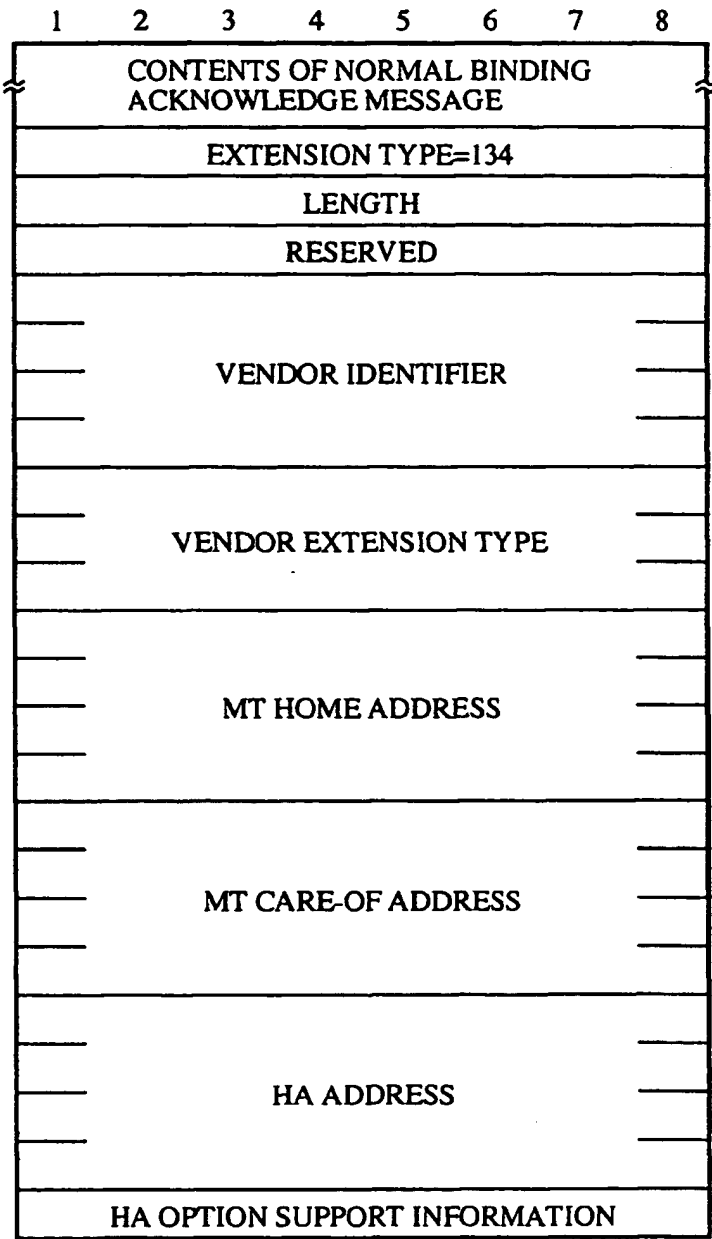 1 2 3 4 5 6 7 8
CONTENTS OF NORMAL BINDING
ACKNOWLEDGE MESSAGE
EXTENSION TYPE=134
LENGTH
RESERVED
VENDOR IDENTIFIER
VENDOR EXTENSION TYPE
MT HOME ADDRESS
MT CARE-OF ADDRESS
HA ADDRESS
HA OPTION SUPPORT INFORMATION